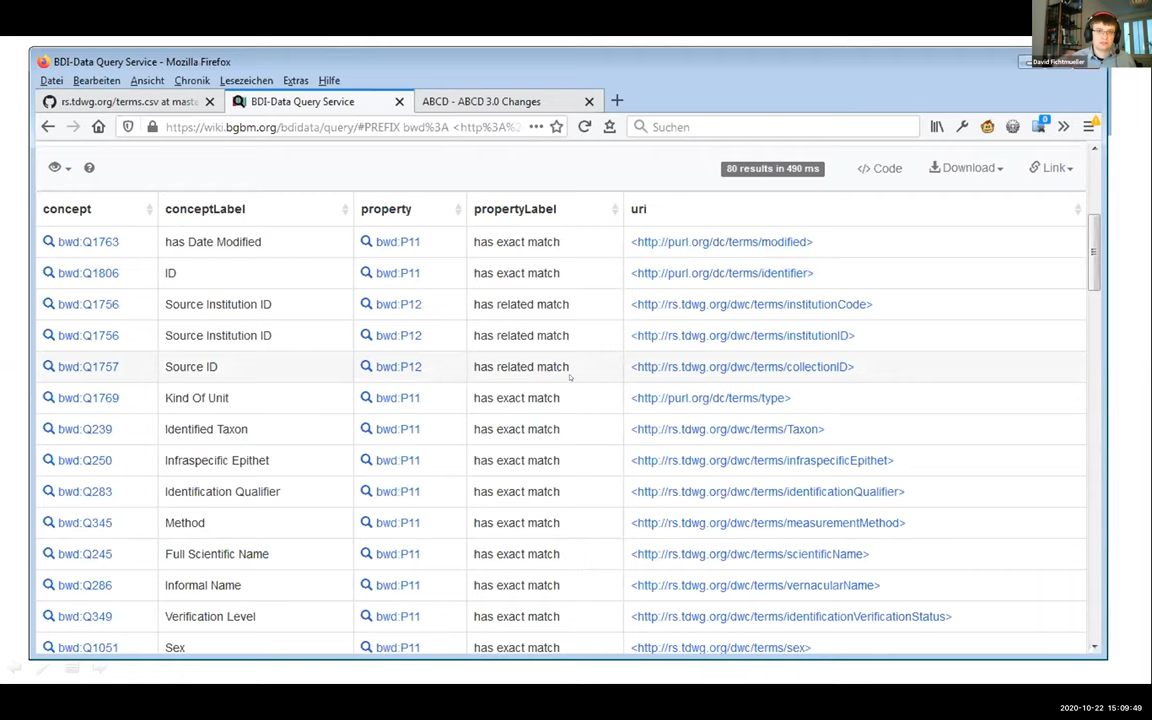 David Fichtmueller
BDI-Data Query Service - Mozilla Firefox
Datei Bearbeiten Ansicht Chronik Lesezeichen Extras Hilfe
rs.tdwg.org/terms.csv at maste BDI-Data Query Service ABCD - ABCD 3.0 Changes
https://wiki.bgbm.org/bdidata/query/#PREFIX bwd%3A <http%3A%2 Suchen
80 results in 490 ms </> Code Download Link
concept conceptLabel property propertyLabel uri
bwd:Q1763 has Date Modified bwd:P11 has exact match <http://purl.org/dc/terms/modified>
bwd:Q1806 ID bwd:P11 has exact match <http://purl.org/dc/terms/identifier>
bwd:Q1756 Source Institution ID bwd:P12 has related match <http://rs.tdwg.org/dwc/terms/institutionCode>
bwd:Q1756 Source Institution ID bwd:P12 has related match <http://rs.tdwg.org/dwc/terms/institutionID>
bwd:Q1757 Source ID bwd:P12 has related match <http://rs.tdwg.org/dwc/terms/collectionID>
bwd:Q1769 Kind Of Unit bwd:P11 has exact match <http://purl.org/dc/terms/type>
bwd:Q239 Identified Taxon bwd:P11 has exact match <http://rs.tdwg.org/dwc/terms/Taxon>
bwd:Q250 Infraspecific Epithet bwd:P11 has exact match <http://rs.tdwg.org/dwc/terms/infraspecificEpithet>
bwd:Q283 Identification Qualifier bwd:P11 has exact match <http://rs.tdwg.org/dwc/terms/identificationQualifier>
bwd:Q345 Method bwd:P11 has exact match <http://rs.tdwg.org/dwc/terms/measurementMethod>
bwd:Q245 Full Scientific Name bwd:P11 has exact match <http://rs.tdwg.org/dwc/terms/scientificName>
bwd:Q286 Informal Name bwd:P11 has exact match <http://rs.tdwg.org/dwc/terms/vernacularName>
bwd:Q349 Verification Level bwd:P11 has exact match <http://rs.tdwg.org/dwc/terms/identificationVerificationStatus>
bwd:Q1051 Sex bwd:P11 has exact match <http://rs.tdwg.org/dwc/terms/sex>
2020-10-22 15:09:49